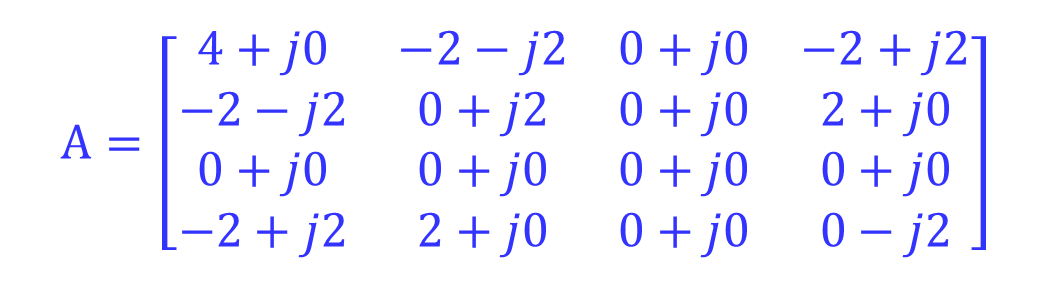 4 + j0 −2 − j2 0 + j0 −2 + j2
−2 − j2 0 + j2 0 + j0 2 + j0
A =
0 + j0 0 + j0 0 + j0 0 + j0
−2 + j2 2 + j0 0 + j0 0 − j2